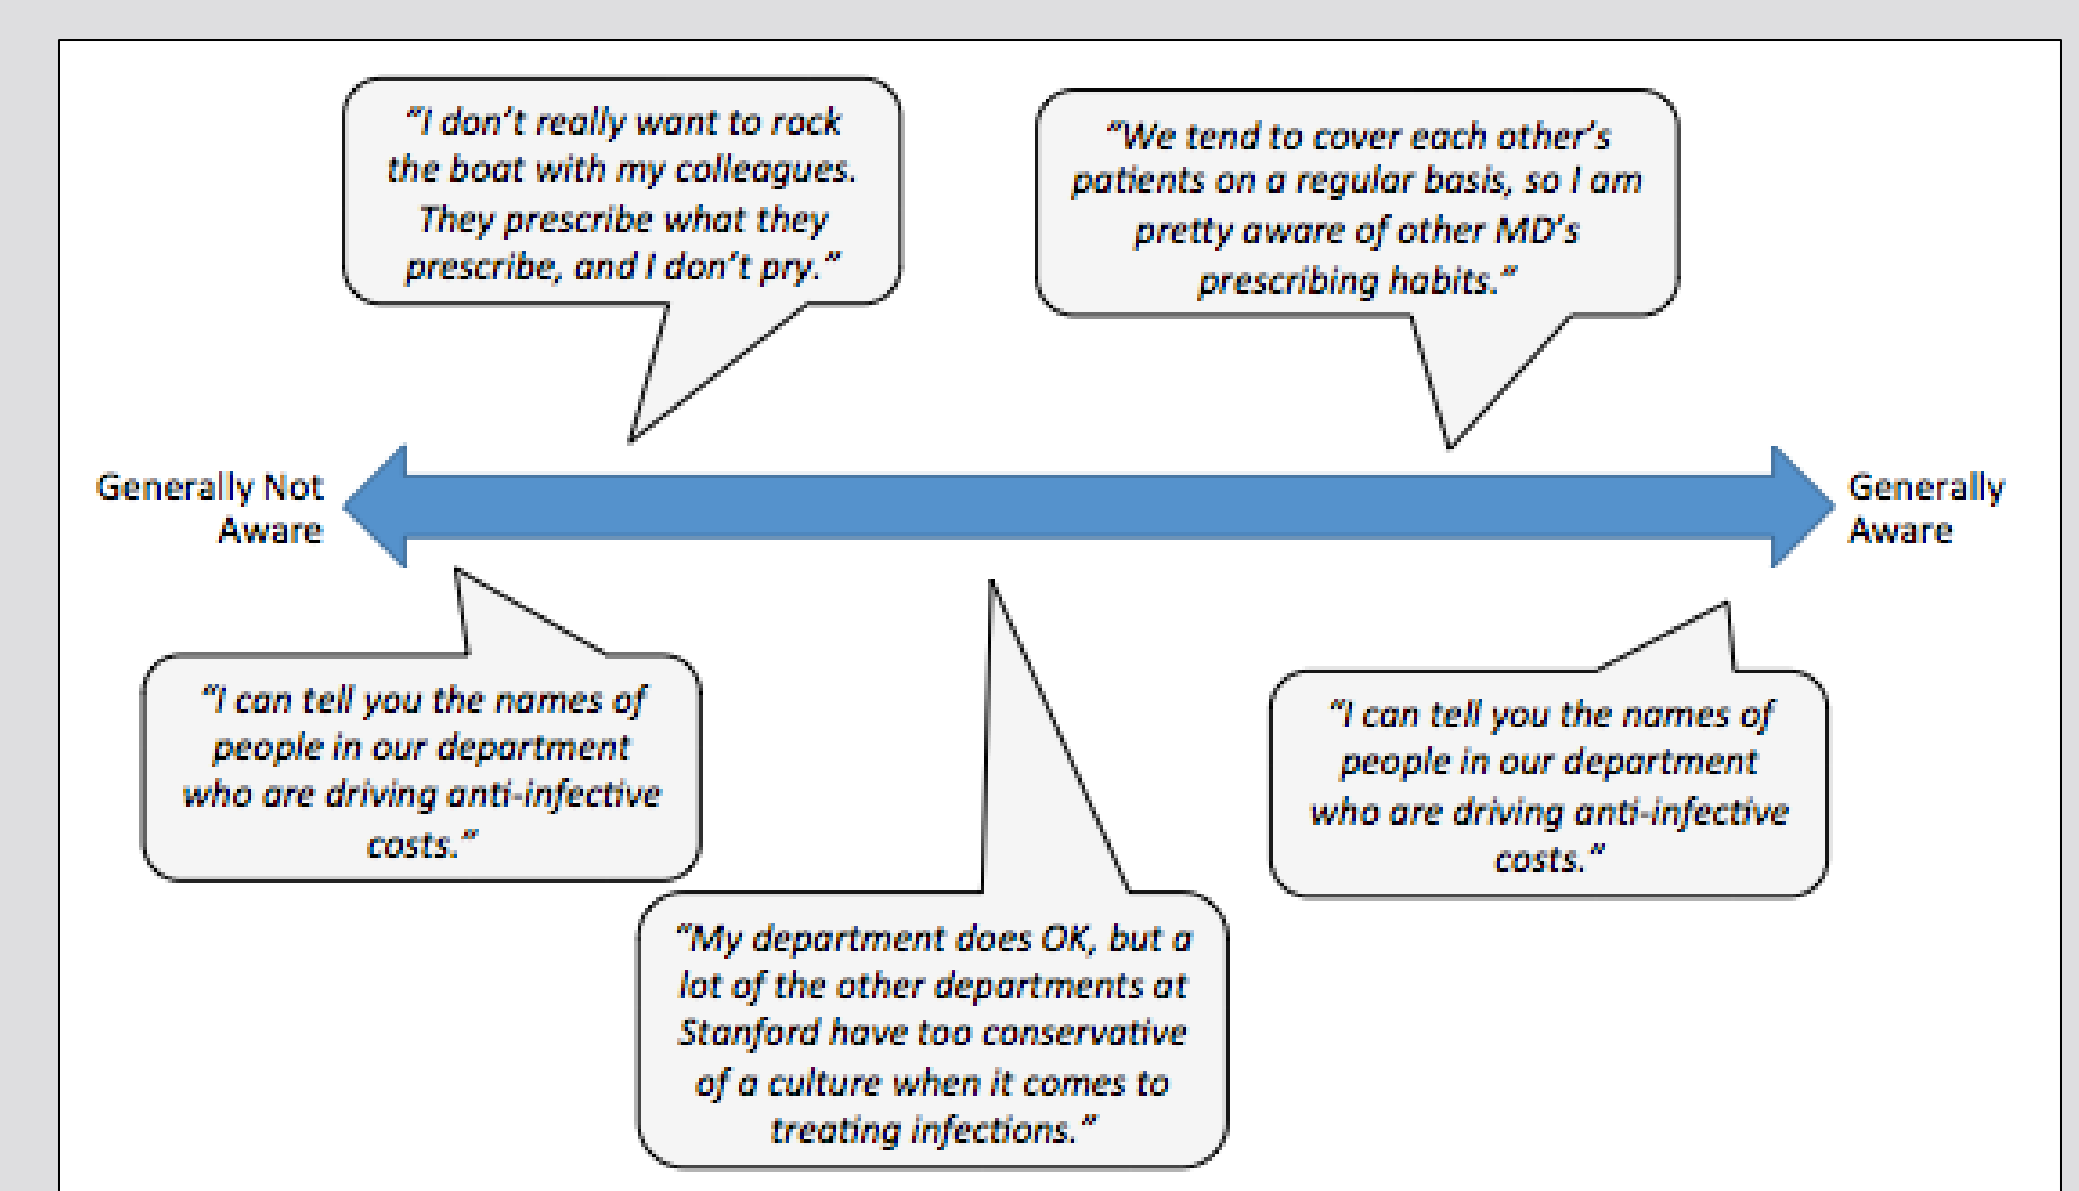 “I don’t really want to rock
the boat with my colleagues.
They prescribe what they
prescribe, and I don’t pry.”
“We tend to cover each other’s
patients on a regular basis, so I am
pretty aware of other MD’s
prescribing habits.”
Generally Not
Aware
Generally
Aware
“I can tell you the names of
people in our department
who are driving anti-infective
costs.”
“My department does OK, but a
lot of the other departments at
Stanford have too conservative
of a culture when it comes to
treating infections.”
“I can tell you the names of
people in our department
who are driving anti-infective
costs.”